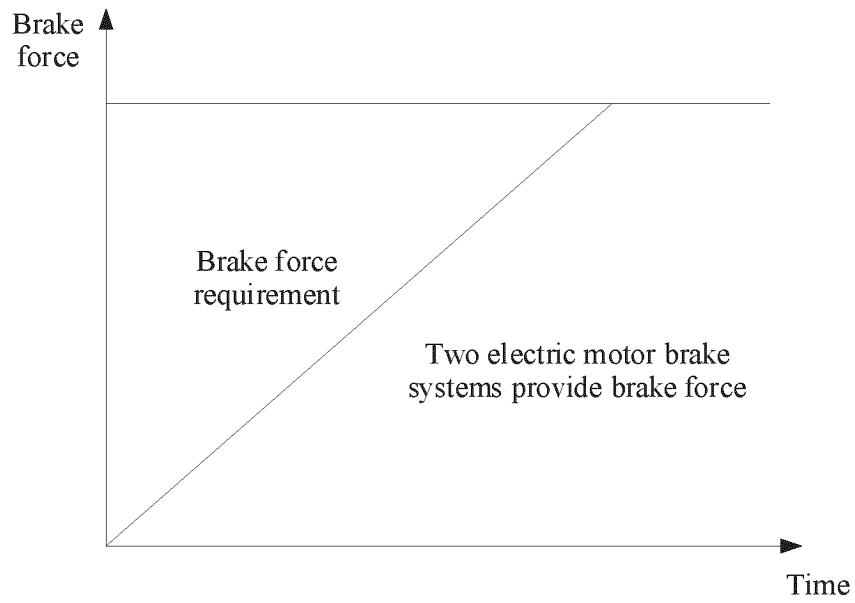 Brake
force
Brake force
requirement
Two electric motor brake
systems provide brake force
Time